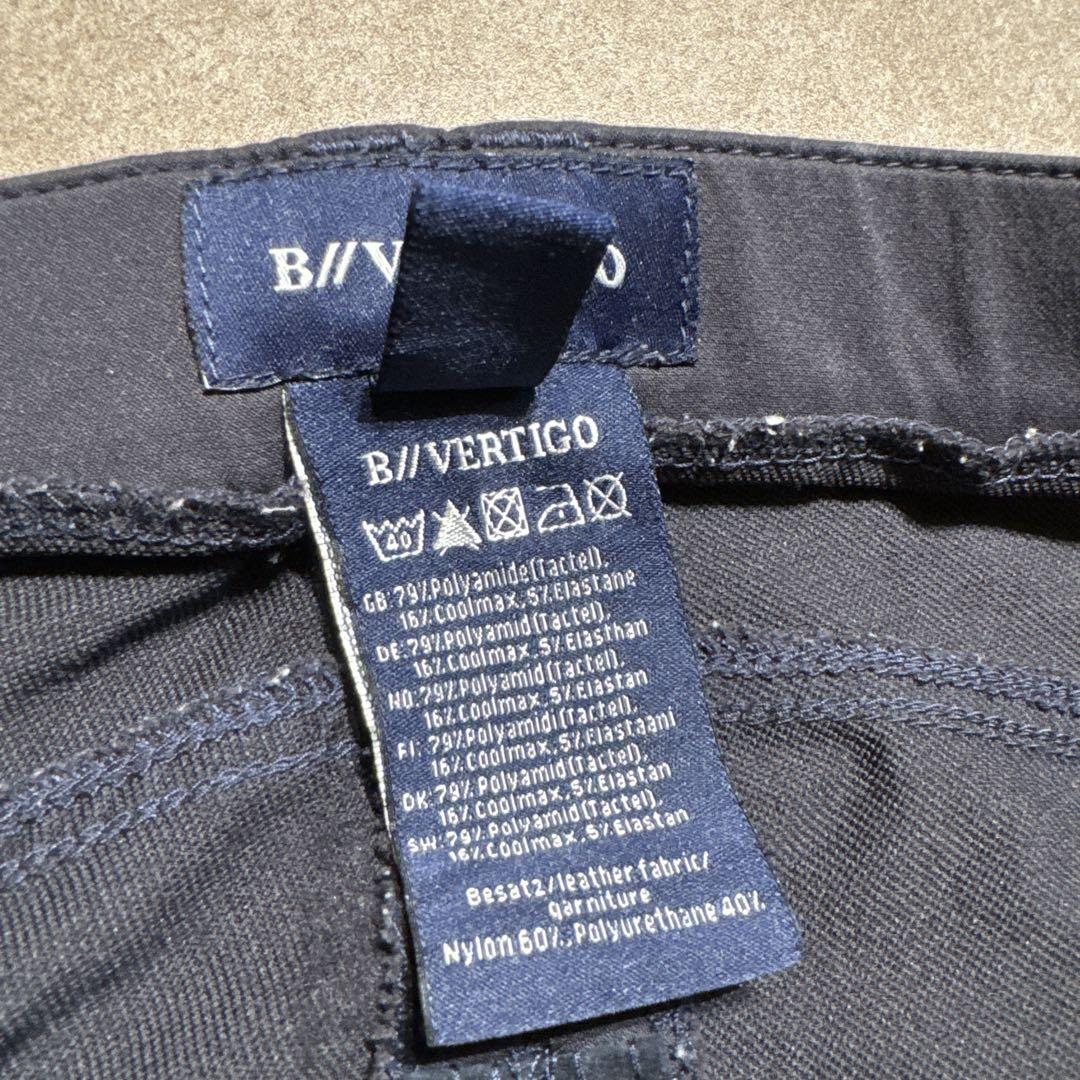 B//V O
B//VERTIGO
40
GB:79%Polyamide(Tactel),
16%Coolmax,5%Elastane
DE:79%Polyamid(Tactel),
16%Coolmax,5%Elasthan
NO:79%Polyamid(Tactel),
16%Coolmax,5%Elastan
FI:79%Polyamidi(Tactel),
16%Coolmax,5%Elastaani
DK:79%Polyamid(Tactel),
16%Coolmax,5%Elastan
SW:79%Polyamid(Tactel),
16%Coolmax,5%Elastan
Besatz/leather fabric/
garniture
Nylon 60%,Polyurethane 40%